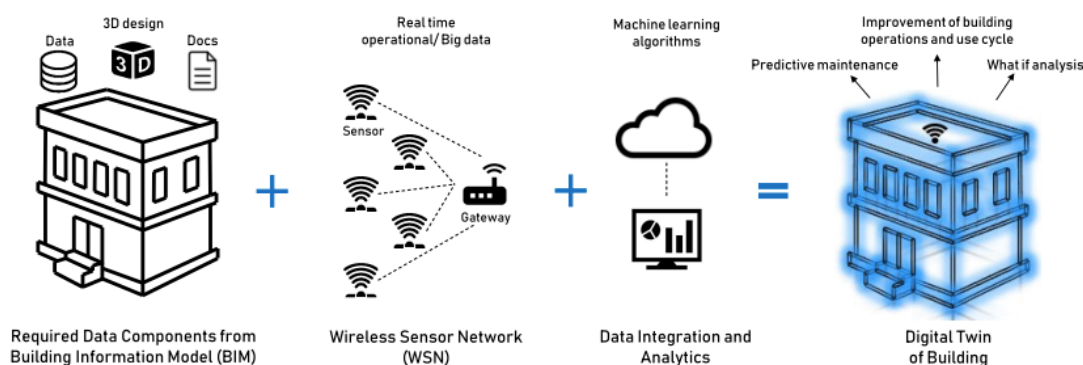 3D design
Data
Docs
3D
Required Data Components from
Building Information Model (BIM)
+
Real time
operational/ Big data
Sensor
Gateway
Wireless Sensor Network
(WSN)
+
Machine learning
algorithms
Data Integration and
Analytics
=
Improvement of building
operations and use cycle
Predictive maintenance
What if analysis
Digital Twin
of Building